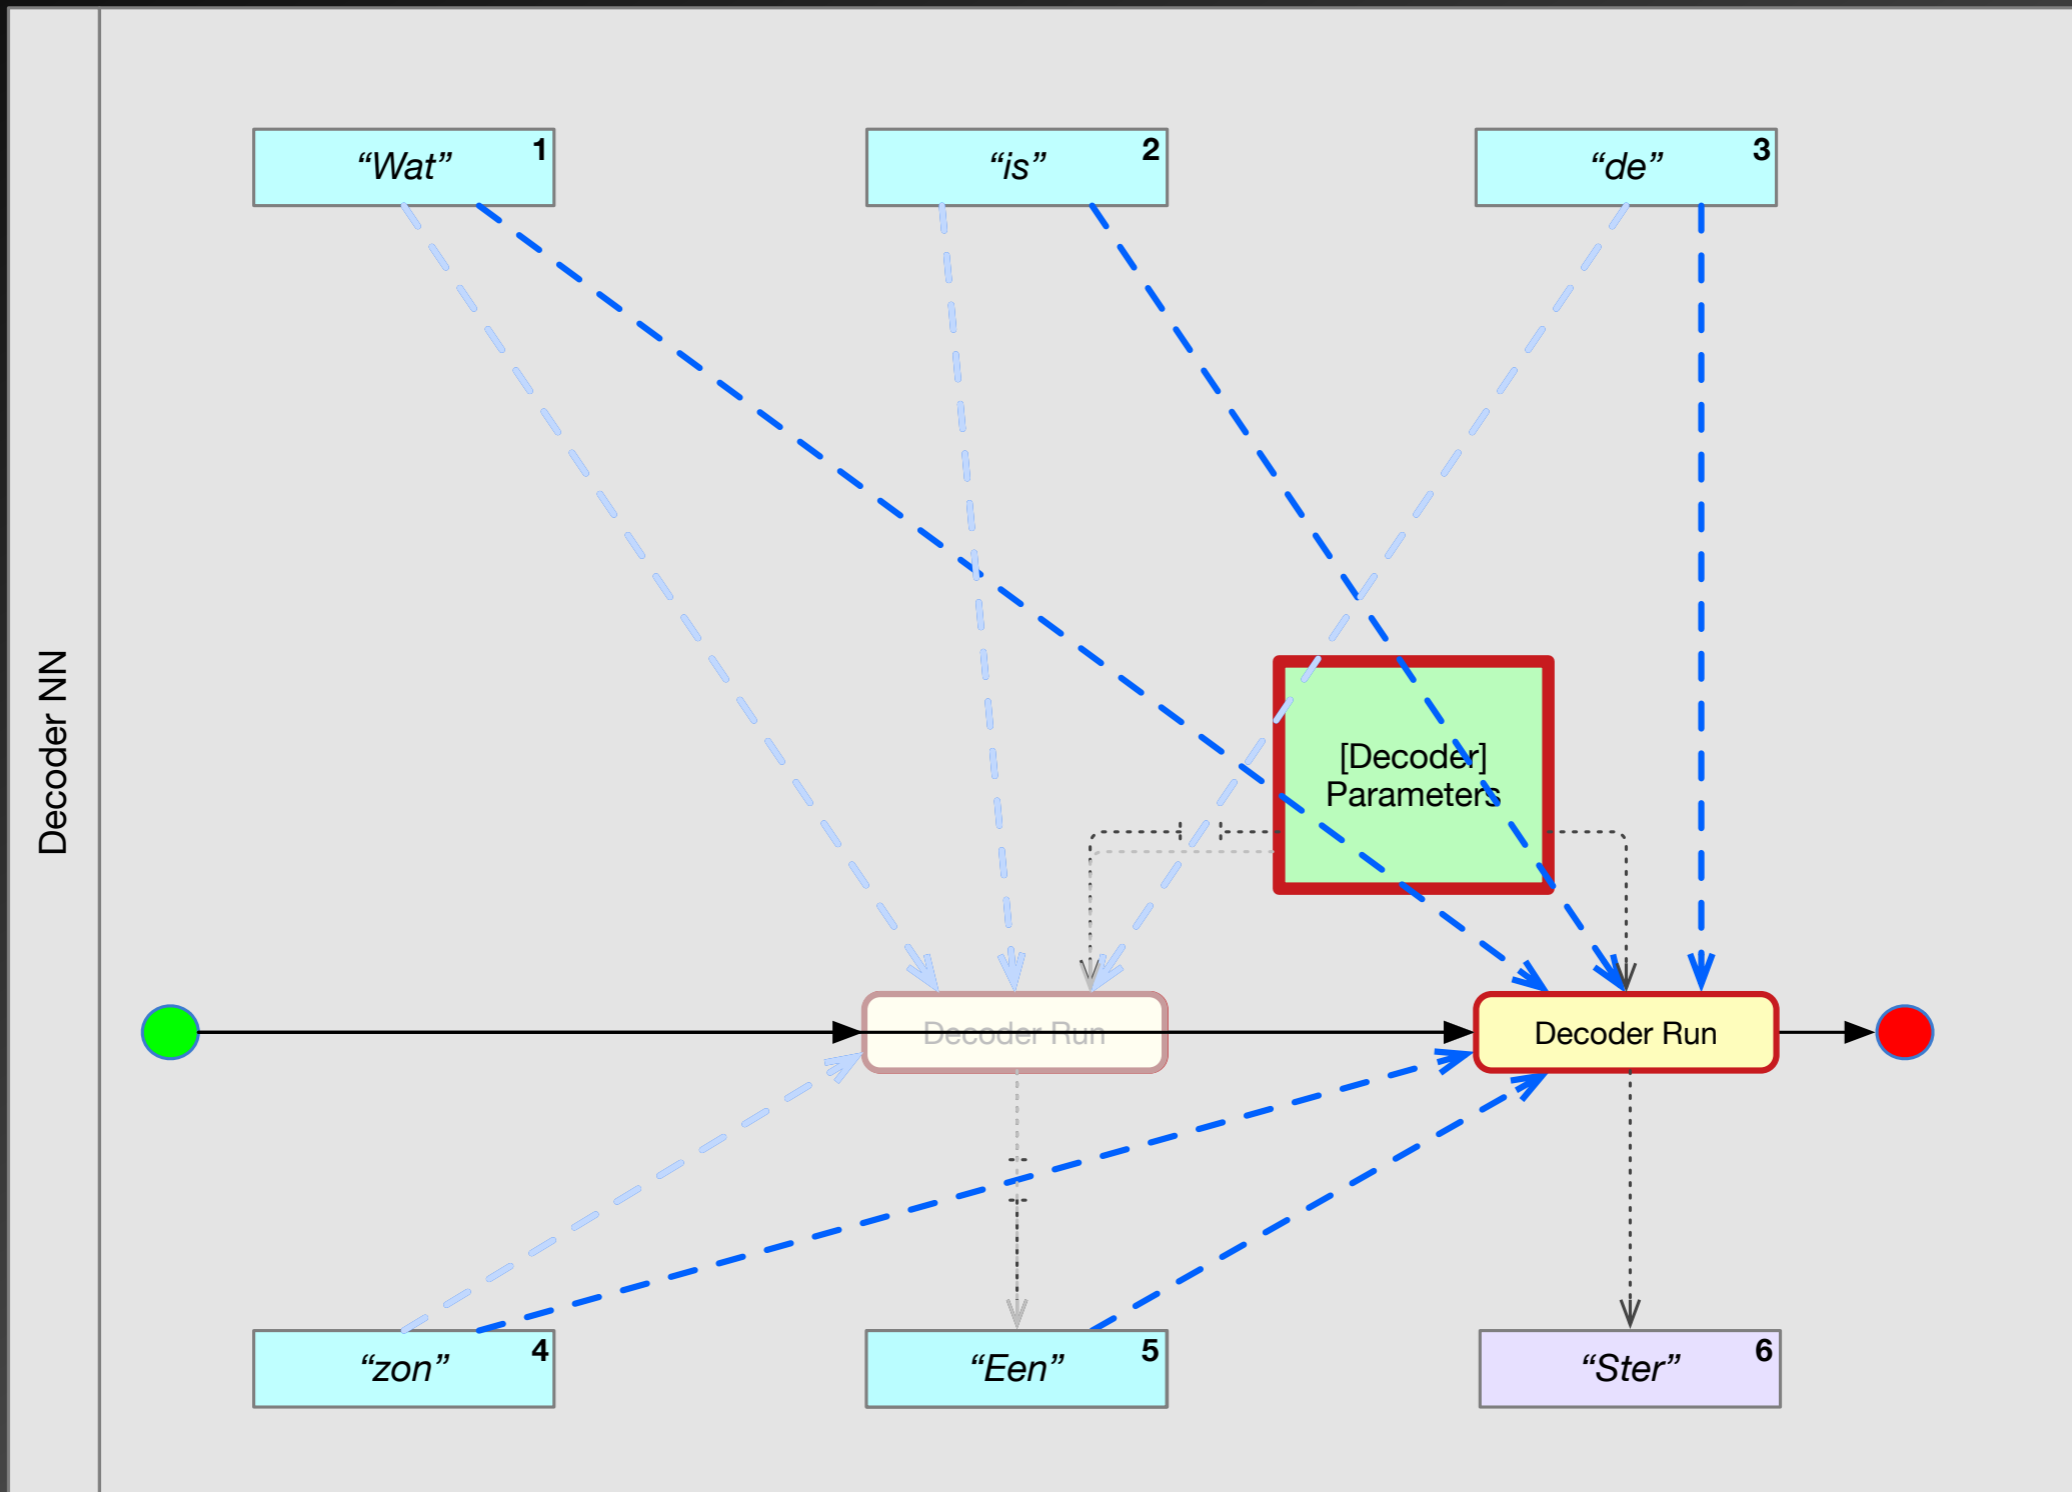 Decoder NN
“Wat” 1
“is” 2
“de” 3
[Decoder]
Parameters
Decoder Run
Decoder Run
“zon” 4
“Een” 5
“Ster” 6